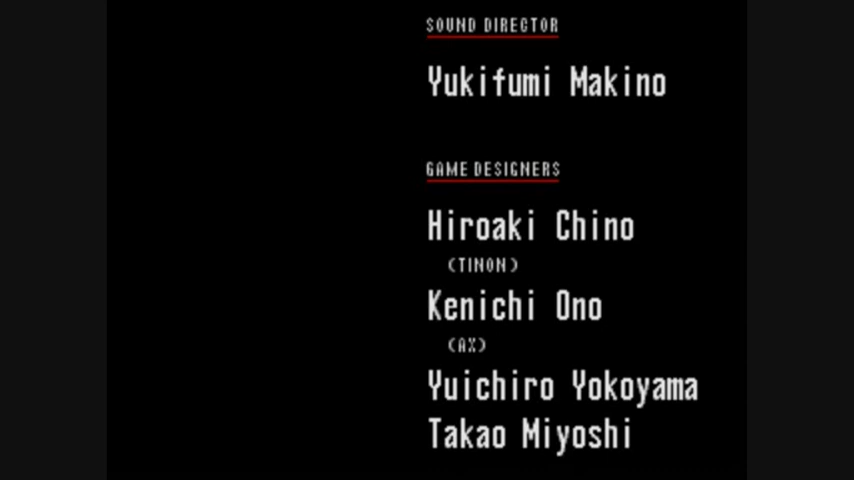 SOUND DIRECTOR
Yukifumi Makino
GAME DESIGNERS
Hiroaki Chino
(TINON)
Kenichi Ono
(AX)
Yuichiro Yokoyama
Takao Miyoshi